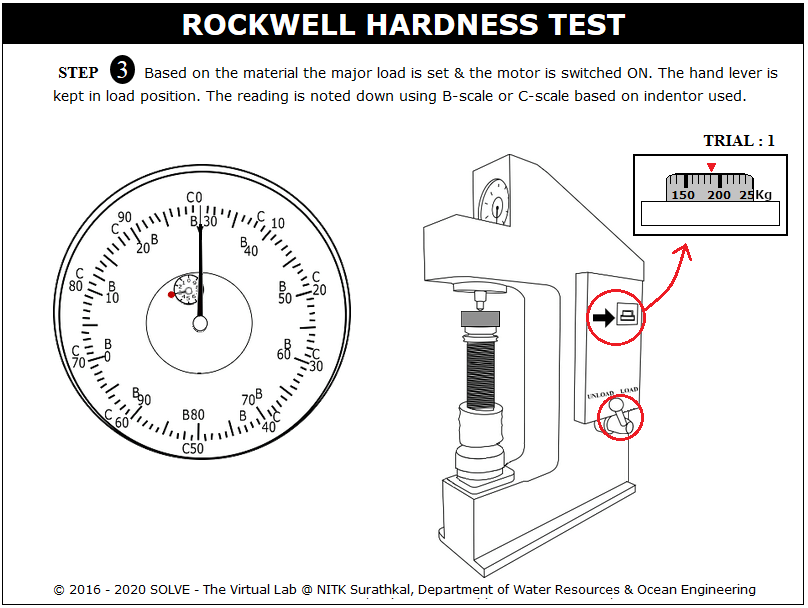 ROCKWELL HARDNESS TEST
STEP 3 Based on the material the major load is set & the motor is switched ON. The hand lever is
kept in load position. The reading is noted down using B-scale or C-scale based on indentor used.
TRIAL : 1
150 200 25Kg
C0
B 30
C 10
B 40
C 20
B 50
C 30
B 60
C 40
B 70
B
C50
B80
C 60
B 90
C 70
B 0
C 80
B 10
C 90
B 20
UNLOAD LOAD
© 2016 - 2020 SOLVE - The Virtual Lab @ NITK Surathkal, Department of Water Resources & Ocean Engineering